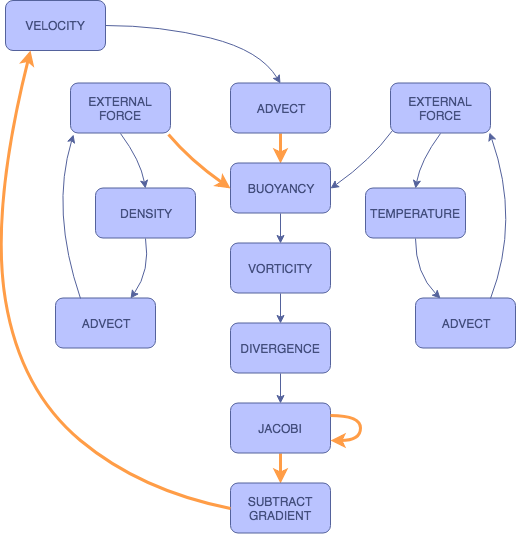 VELOCITY
EXTERNAL
FORCE
ADVECT
EXTERNAL
FORCE
BUOYANCY
DENSITY
TEMPERATURE
VORTICITY
ADVECT
ADVECT
DIVERGENCE
JACOBI
SUBTRACT
GRADIENT